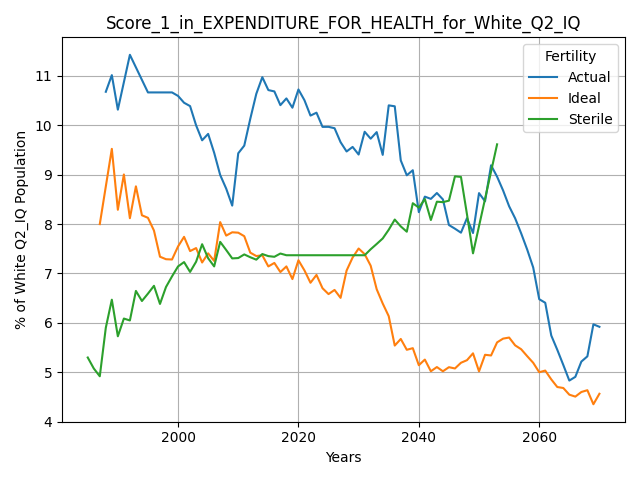 Score_1_in_EXPENDITURE_FOR_HEALTH_for_White_Q2_IQ
Fertility
Actual
Ideal
Sterile
% of White Q2_IQ Population
11
10
9
8
7
6
5
4
2000
2020
2040
2060
Years